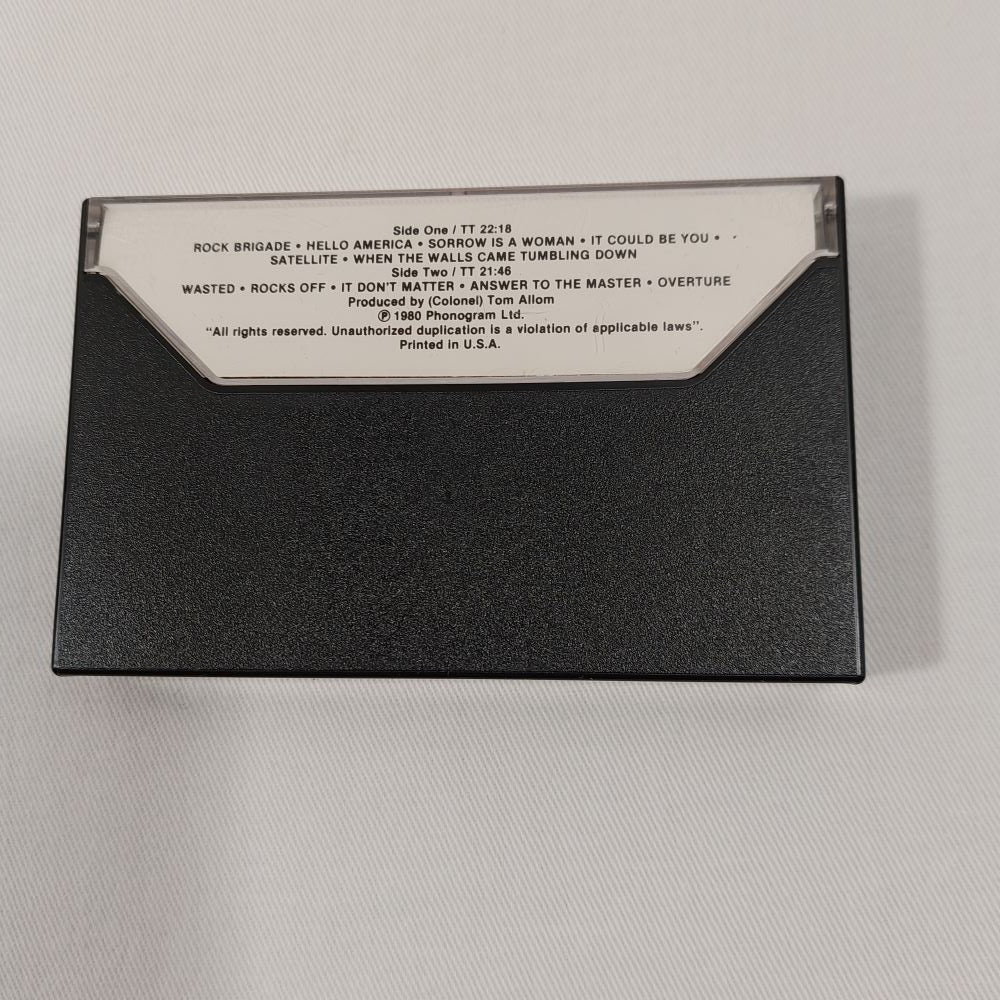 Side One / TT 22:18
ROCK BRIGADE • HELLO AMERICA • SORROW IS A WOMAN • IT COULD BE YOU •
SATELLITE • WHEN THE WALLS CAME TUMBLING DOWN
Side Two / TT 21:46
WASTED • ROCKS OFF • IT DON'T MATTER • ANSWER TO THE MASTER • OVERTURE
Produced by (Colonel) Tom Allom
℗ 1980 Phonogram Ltd.
“All rights reserved. Unauthorized duplication is a violation of applicable laws”.
Printed in U.S.A.